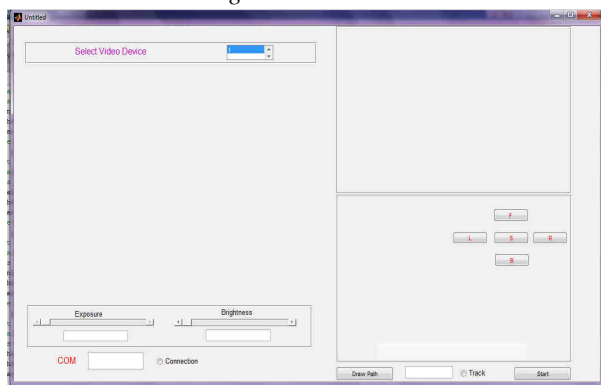 Untitled
Select Video Device
1
F
L S R
B
Exposure Brightness
COM Connection
Draw Path Track Start